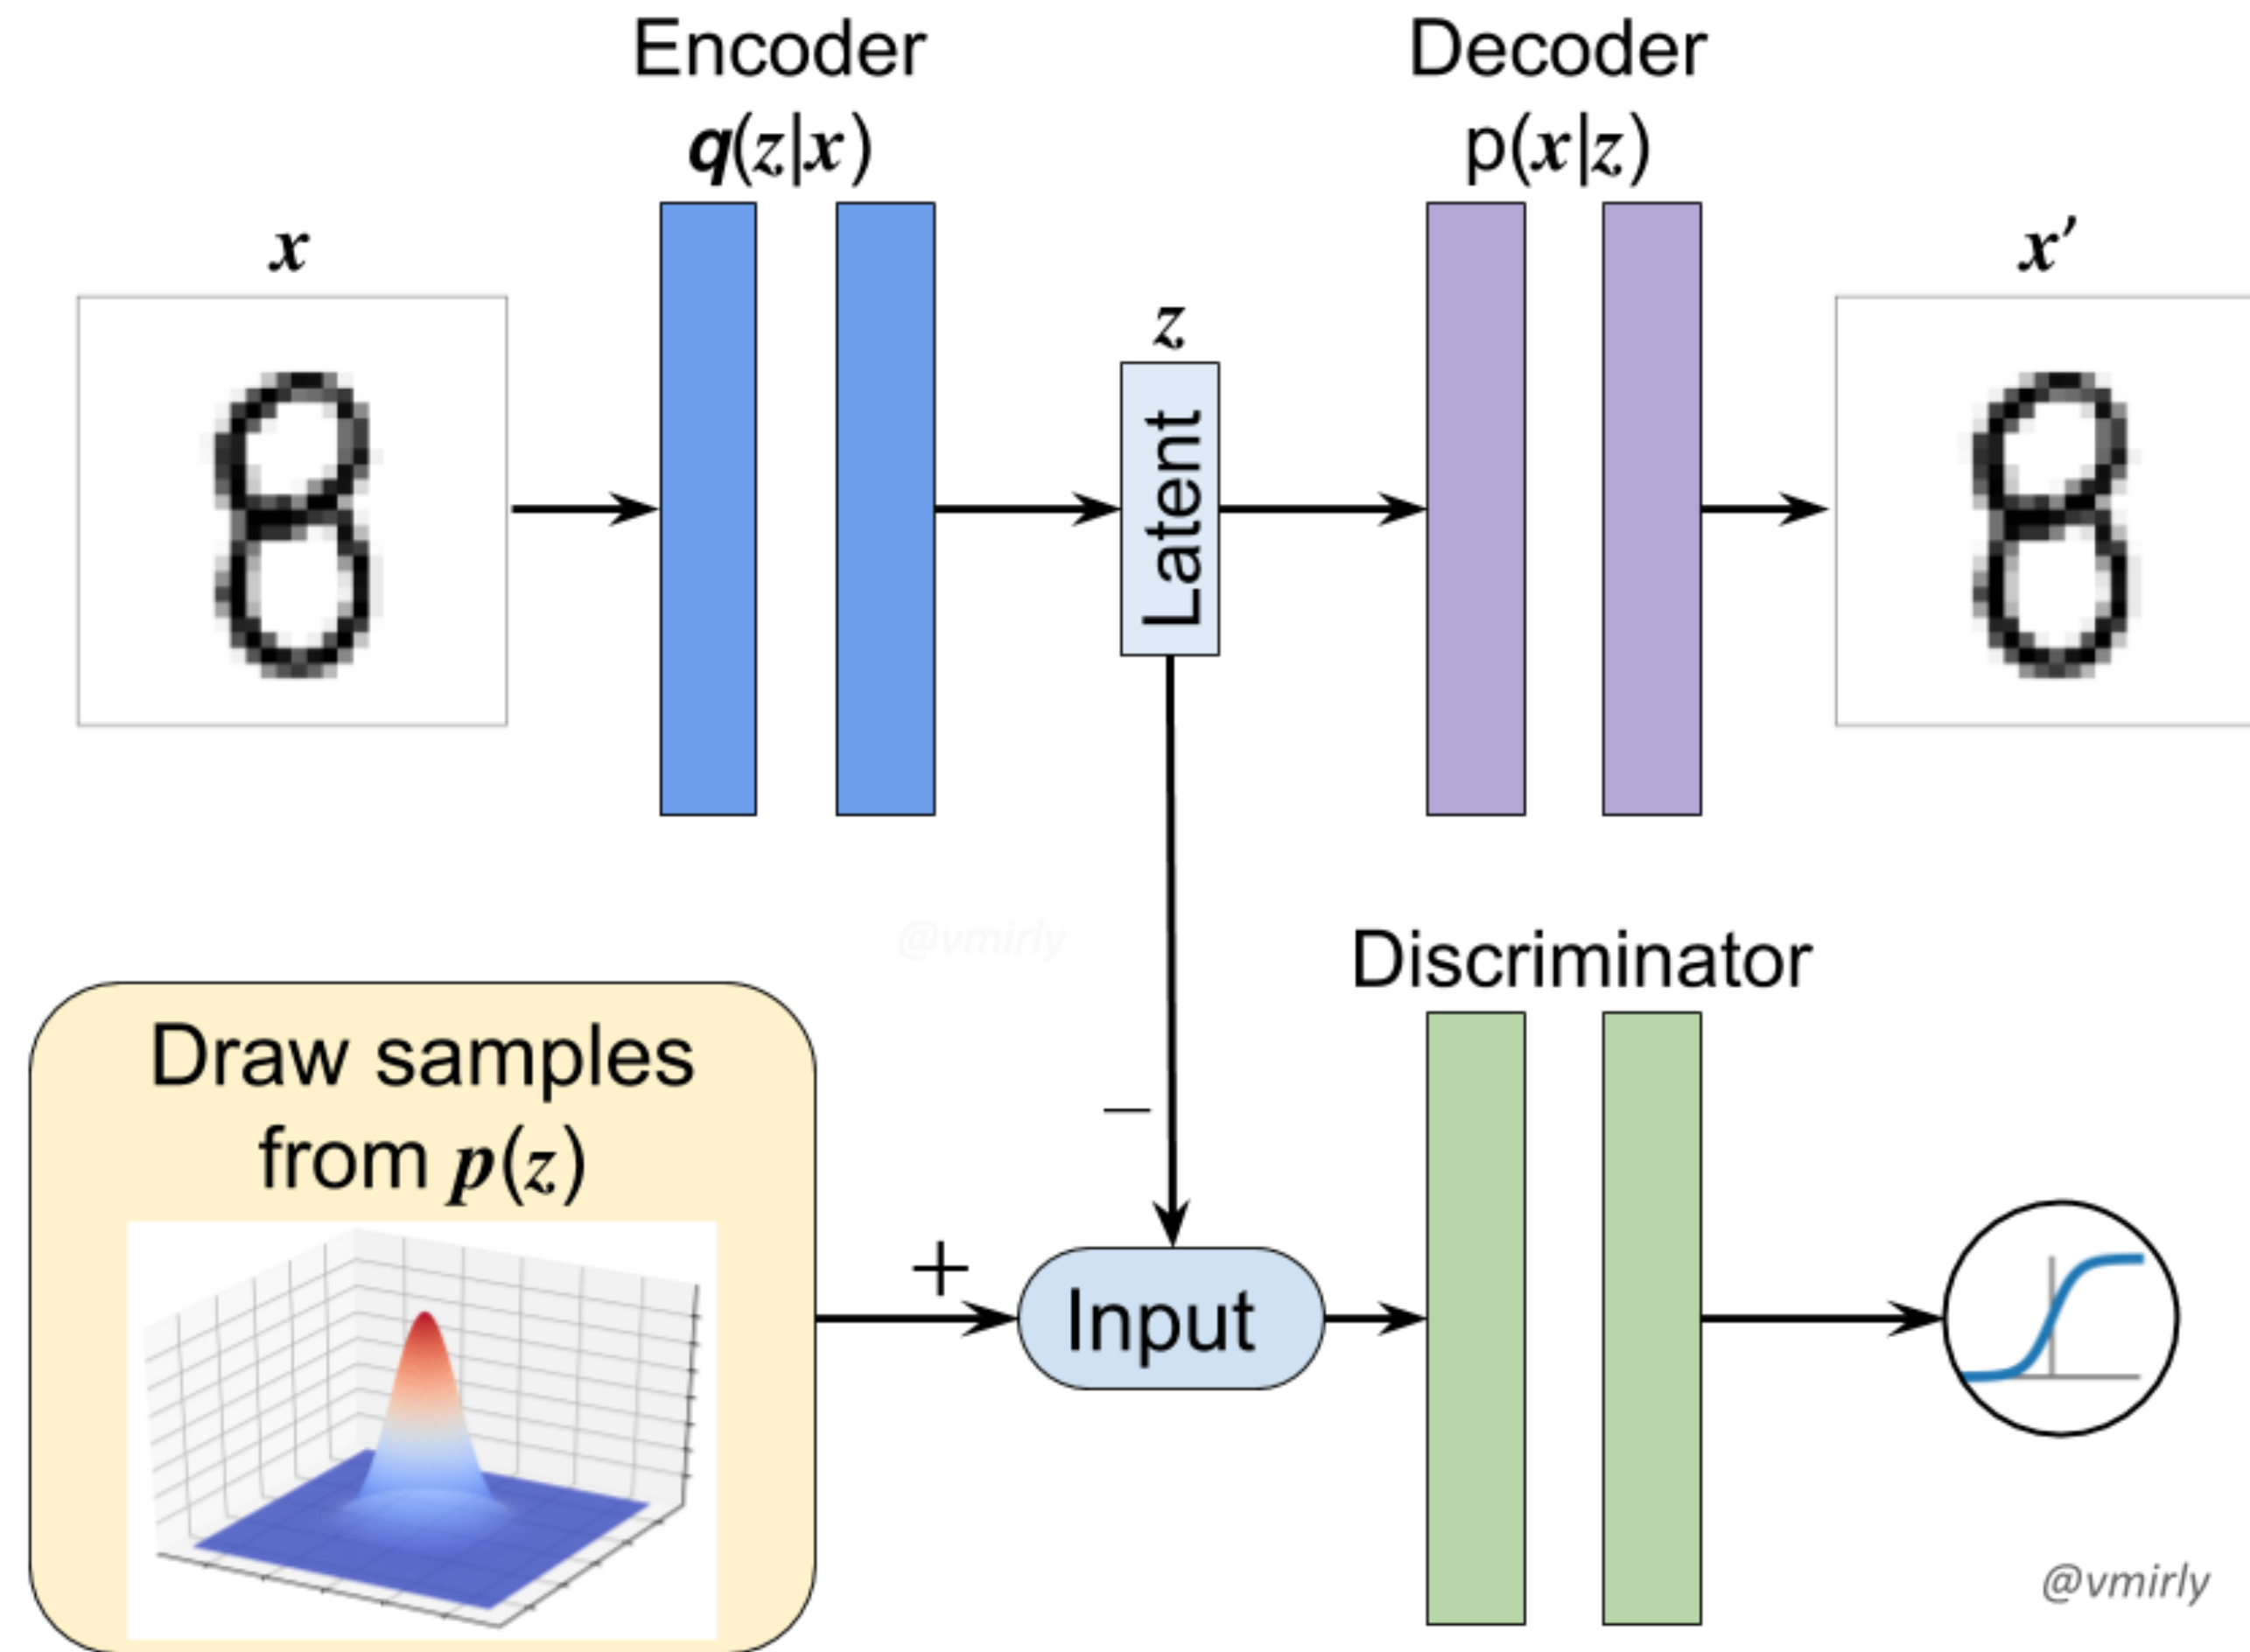 Encoder
q(z|x)
Decoder
p(x|z)
x
x′
z
Latent
@vmirly
Discriminator
Draw samples
from p(z)
−
+
Input
@vmirly